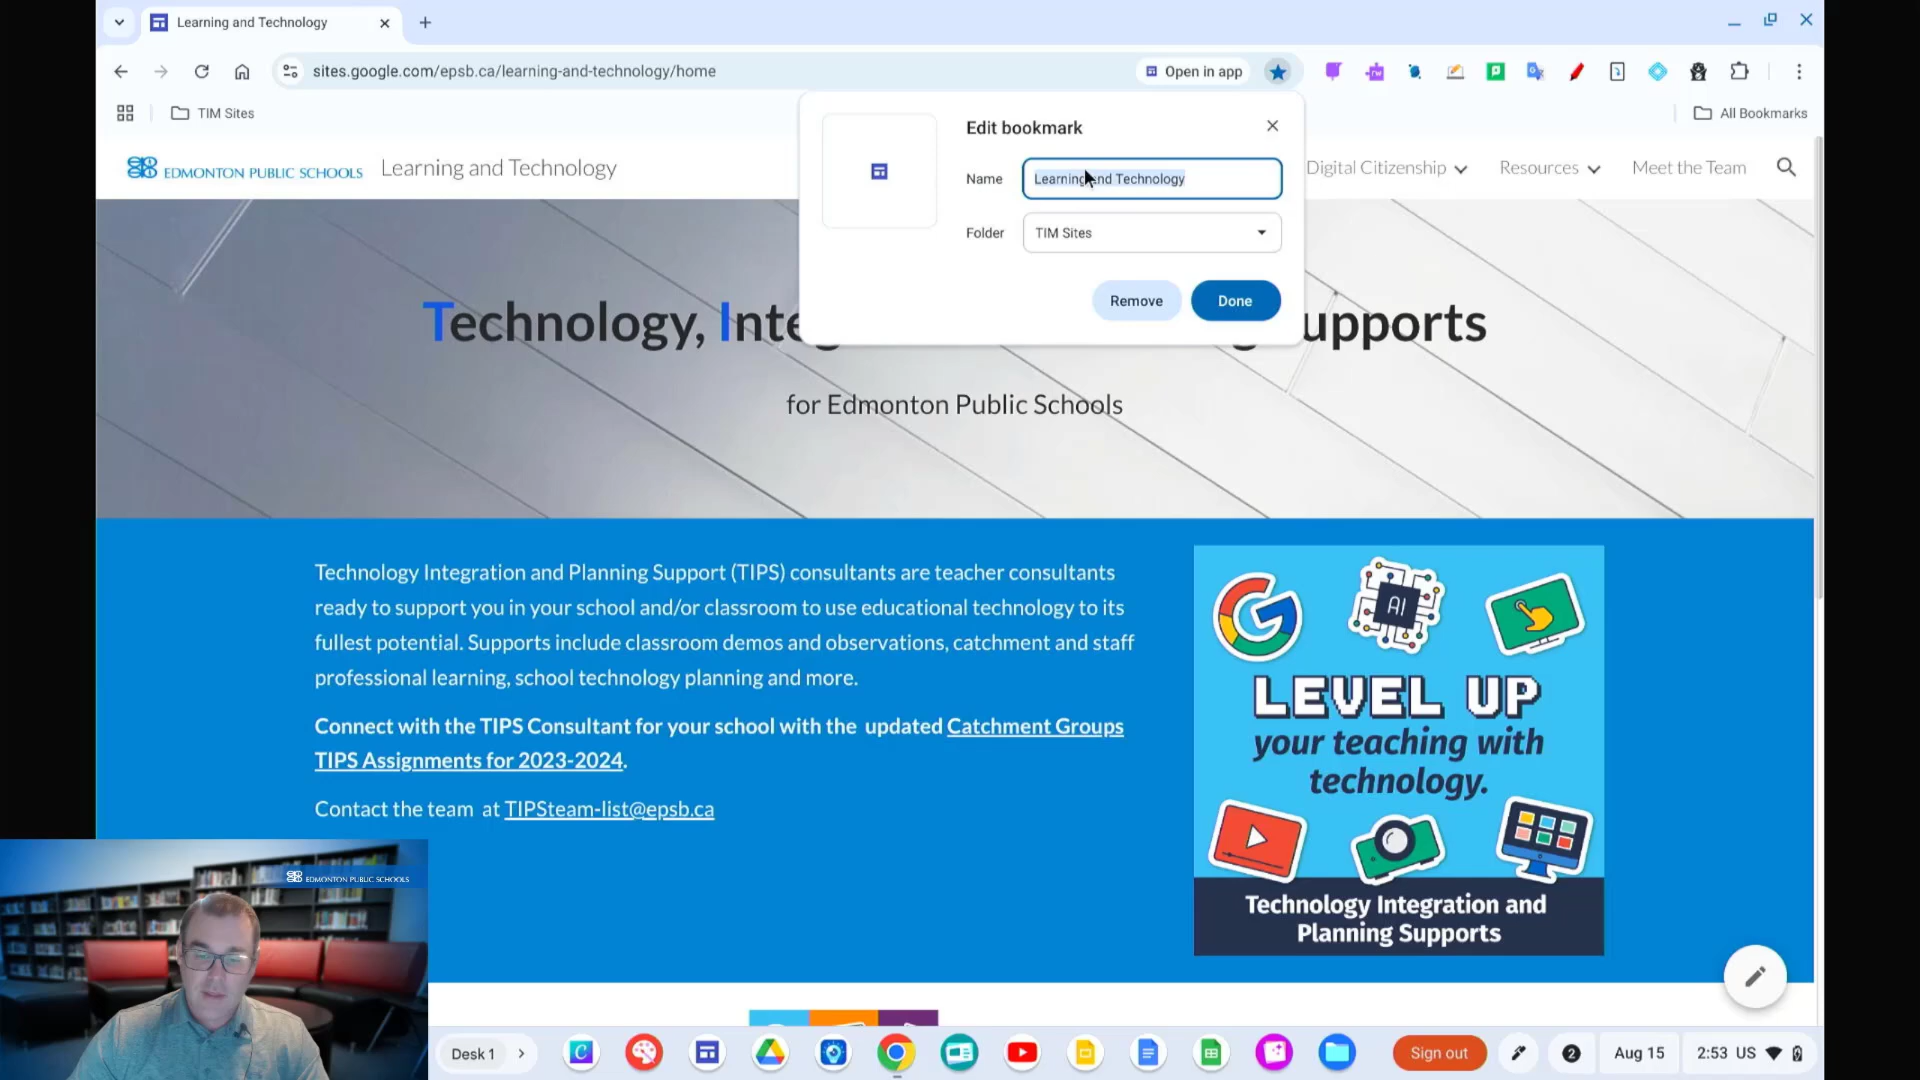 Learning and Technology
sites.google.com/epsb.ca/learning-and-technology/home
Open in app
TIM Sites
All Bookmarks
EDMONTON PUBLIC SCHOOLS
Learning and Technology
Digital Citizenship
Resources
Meet the Team
Edit bookmark
Name
Learning and Technology
Folder
TIM Sites
Remove
Done
Technology, Inte
upports
for Edmonton Public Schools
Technology Integration and Planning Support (TIPS) consultants are teacher consultants
ready to support you in your school and/or classroom to use educational technology to its
fullest potential. Supports include classroom demos and observations, catchment and staff
professional learning, school technology planning and more.
Connect with the TIPS Consultant for your school with the updated Catchment Groups
TIPS Assignments for 2023-2024.
Contact the team at TIPSteam-list@epsb.ca
AI
LEVEL UP
your teaching with
technology.
Technology Integration and
Planning Supports
EDMONTON PUBLIC SCHOOLS
Desk 1
Sign out
2
Aug 15
2:53 US